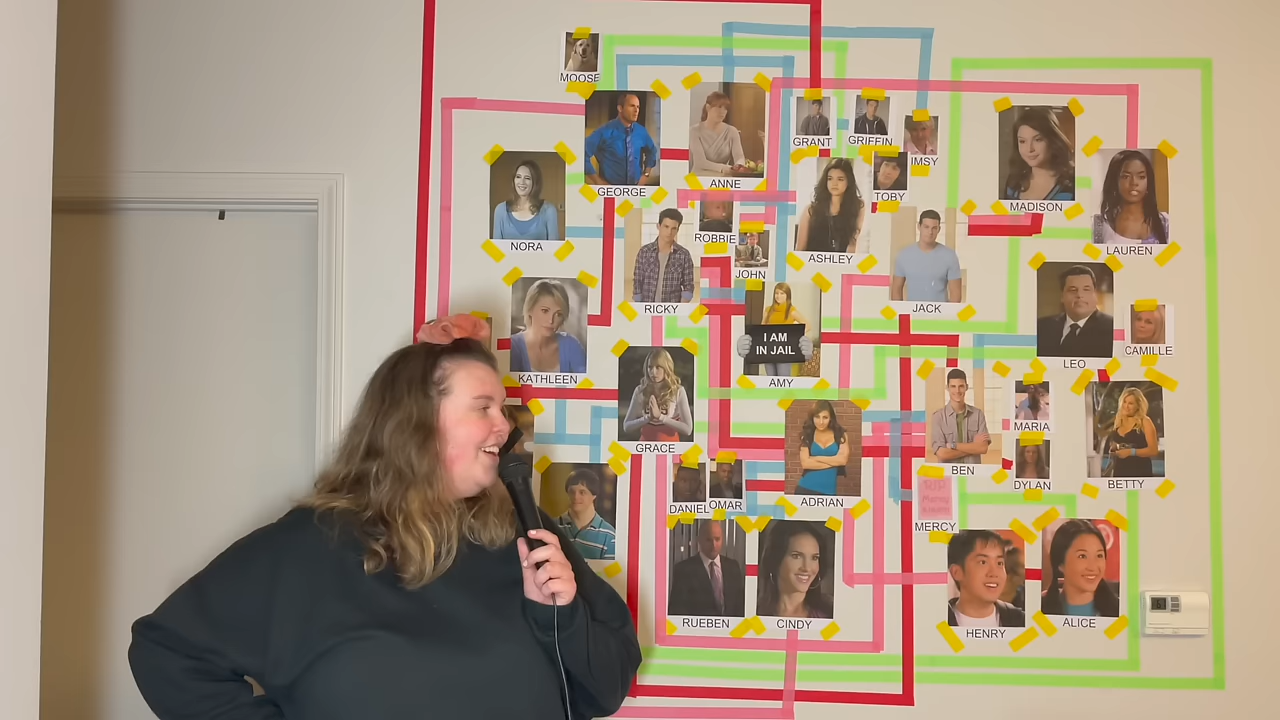 MOOSE
GEORGE
ANNE
GRANT
GRIFFIN
IMSY
TOBY
MADISON
LAUREN
NORA
RICKY
ROBBIE
JOHN
ASHLEY
JACK
I AM
IN JAIL
AMY
LEO
CAMILLE
KATHLEEN
GRACE
BEN
MARIA
DYLAN
BETTY
DANIEL
OMAR
ADRIAN
RIP
MERCY
RUEBEN
CINDY
HENRY
ALICE